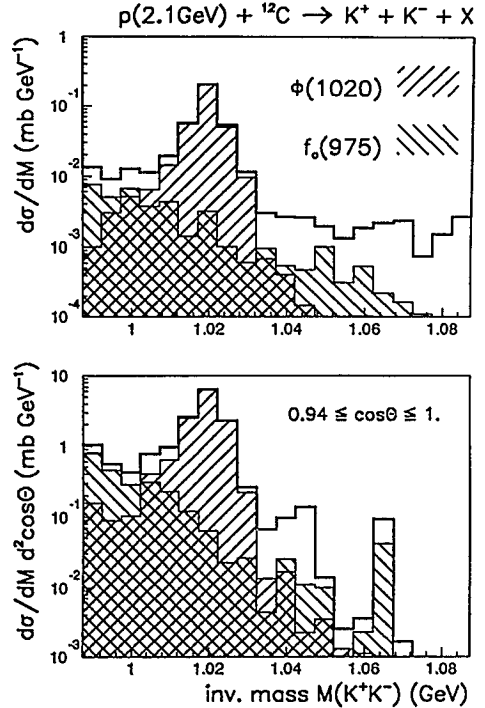 p(2.1GeV) + ¹²C → K⁺ + K⁻ + X
dσ/dM (mb GeV⁻¹)
1
10⁻¹
10⁻²
10⁻³
10⁻⁴
Φ(1020)
f₀(975)
1 1.02 1.04 1.06 1.08
dσ/dM d²cosΘ (mb GeV⁻¹)
10
1
10⁻¹
10⁻²
10⁻³
0.94 ≦ cosΘ ≦ 1.
1 1.02 1.04 1.06 1.08
inv. mass M(K⁺K⁻) (GeV)